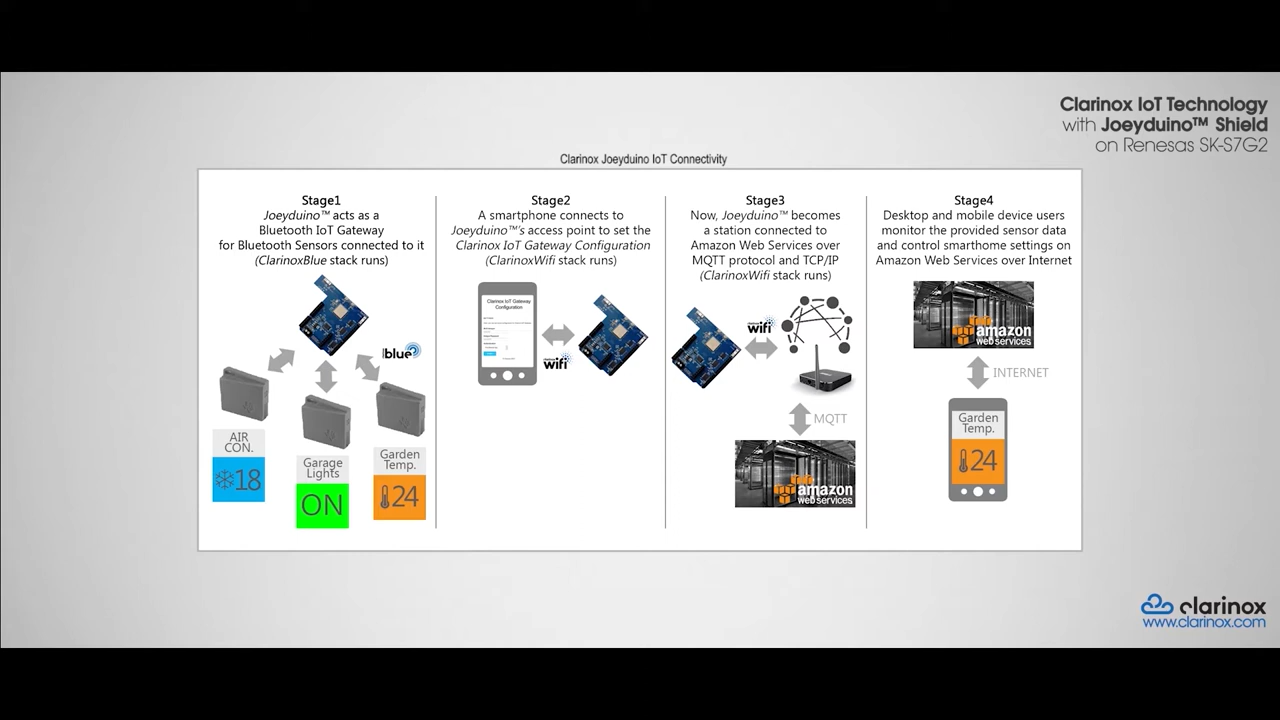 Clarinox IoT Technology
with Joeyduino™ Shield
on Renesas SK-S7G2
Clarinox Joeyduino IoT Connectivity
Stage1
Joeyduino™ acts as a
Bluetooth IoT Gateway
for Bluetooth Sensors connected to it
(ClarinoxBlue stack runs)
blue
AIR
CON.
18
Garage
Lights
ON
Garden
Temp.
24
Stage2
A smartphone connects to
Joeyduino™'s access point to set the
Clarinox IoT Gateway Configuration
(ClarinoxWifi stack runs)
Clarinox IoT Gateway
Configuration
wifi
Stage3
Now, Joeyduino™ becomes
a station connected to
Amazon Web Services over
MQTT protocol and TCP/IP
(ClarinoxWifi stack runs)
wifi
MQTT
amazon
web services
Stage4
Desktop and mobile device users
monitor the provided sensor data
and control smarthome settings on
Amazon Web Services over Internet
amazon
web services
INTERNET
Garden
Temp.
24
clarinox
www.clarinox.com